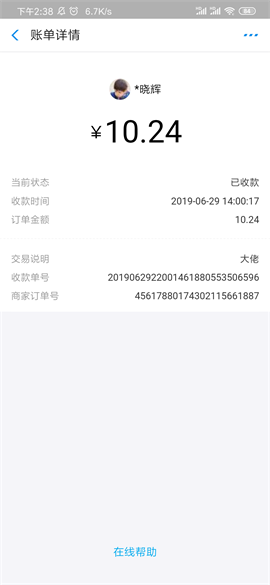 下午2:38 6.7K/s 94
账单详情
*晓辉
¥10.24
当前状态 已收款
收款时间 2019-06-29 14:00:17
订单金额 10.24
交易说明 大佬
收款单号 20190629220014618805535065​96
商家订单号 45617880174302115661887
在线帮助